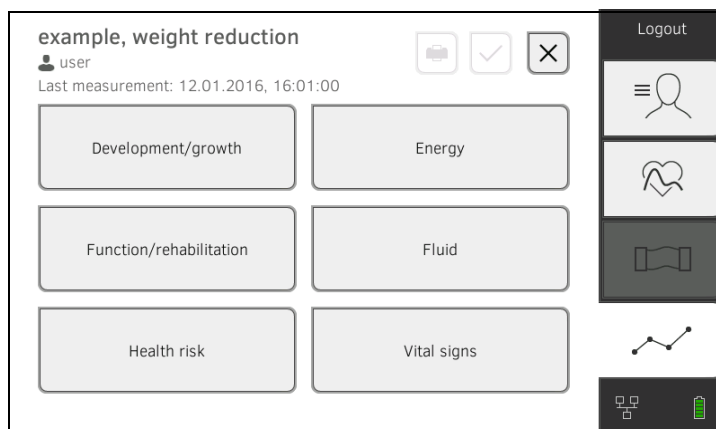 example, weight reduction
user
Last measurement: 12.01.2016, 16:01:00
Logout
Development/growth
Energy
Function/rehabilitation
Fluid
Health risk
Vital signs